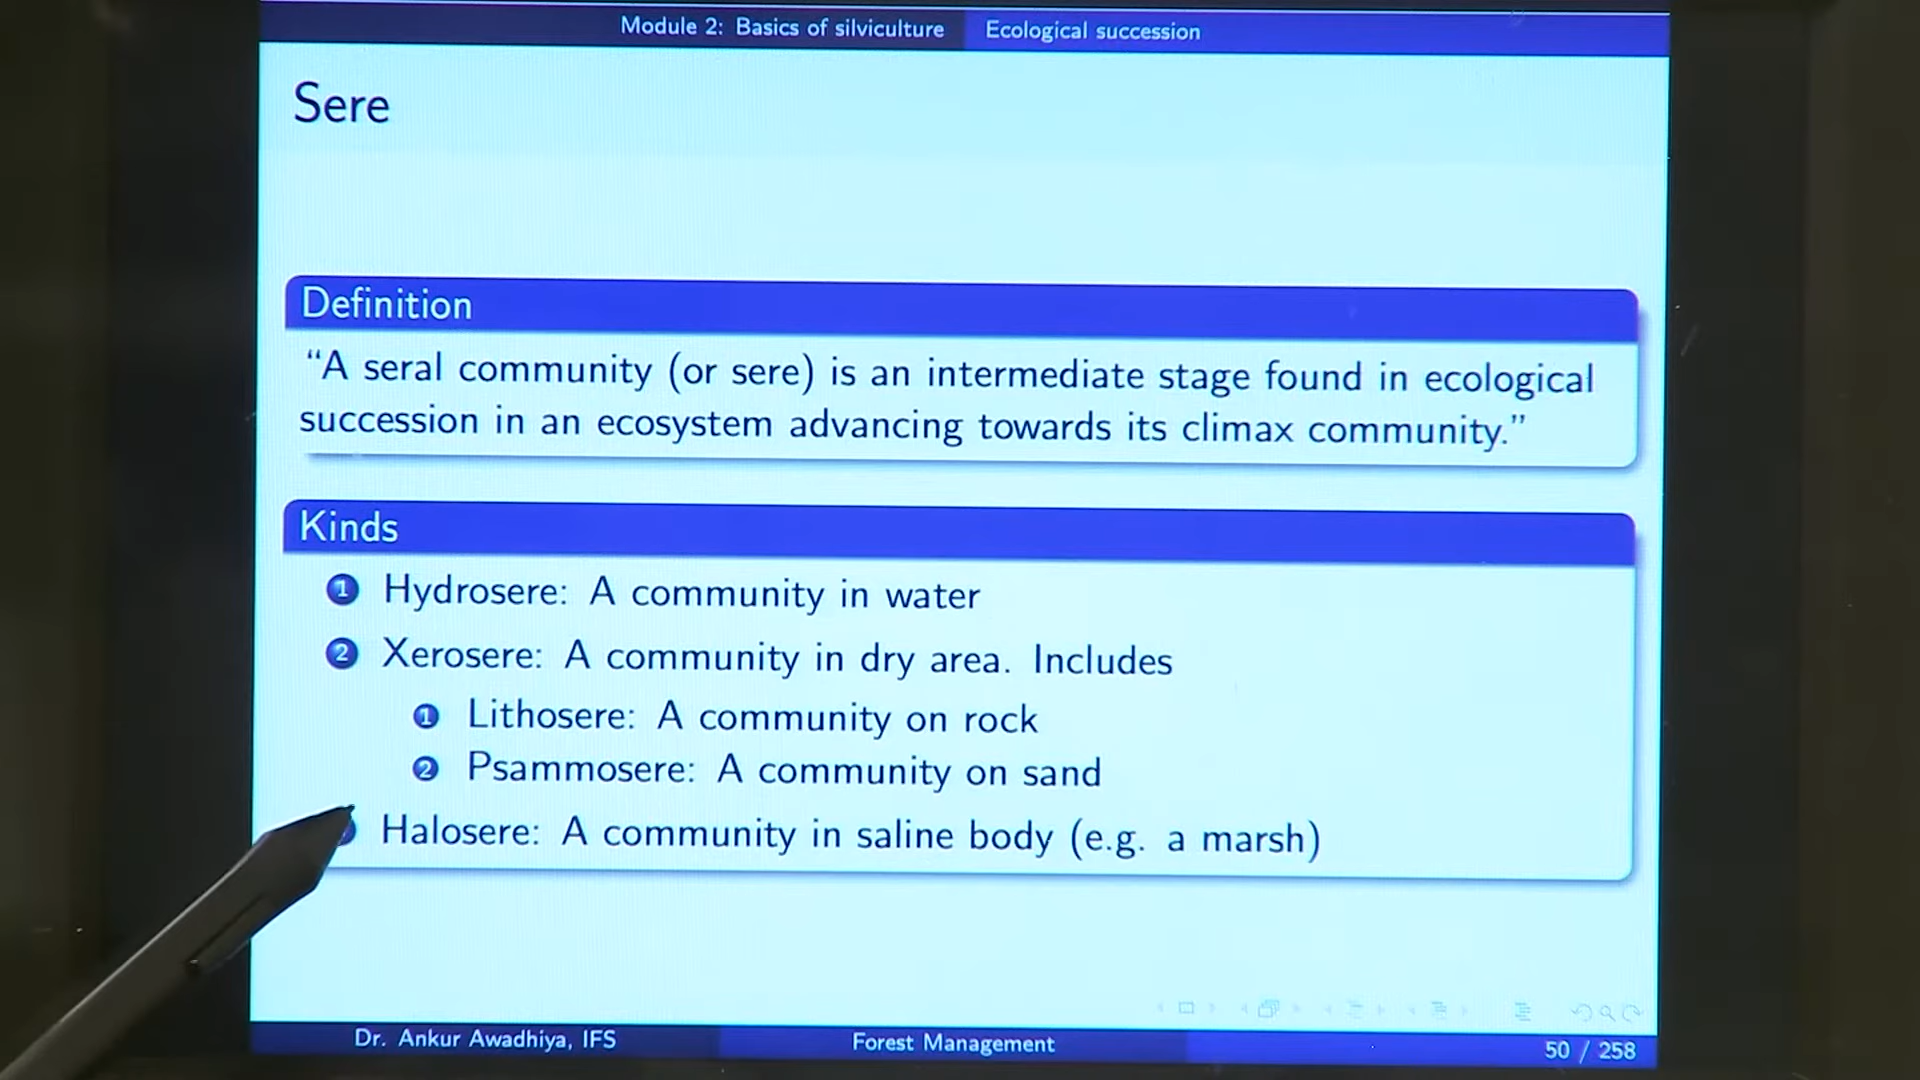 Module 2: Basics of silviculture Ecological succession
Sere
Definition
“A seral community (or sere) is an intermediate stage found in ecological
succession in an ecosystem advancing towards its climax community.”
Kinds
1 Hydrosere: A community in water
2 Xerosere: A community in dry area. Includes
1 Lithosere: A community on rock
2 Psammosere: A community on sand
Halosere: A community in saline body (e.g. a marsh)
Dr. Ankur Awadhiya, IFS Forest Management 50 / 258